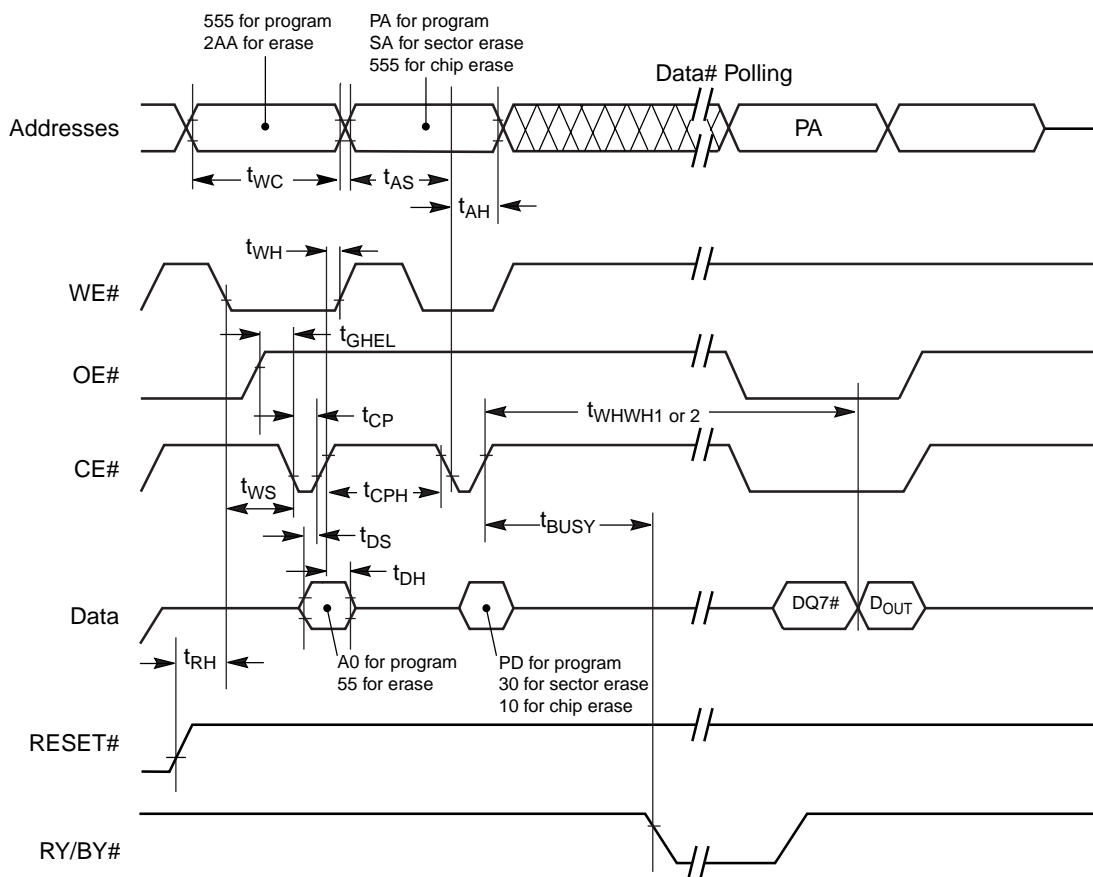 555 for program
2AA for erase
PA for program
SA for sector erase
555 for chip erase
Data# Polling
Addresses
PA
tWC
tAS
tAH
tWH
WE#
tGHEL
OE#
tCP
tWHWH1 or 2
CE#
tWS
tCPH
tBUSY
tDS
tDH
Data
DQ7#
DOUT
tRH
A0 for program
55 for erase
PD for program
30 for sector erase
10 for chip erase
RESET#
RY/BY#